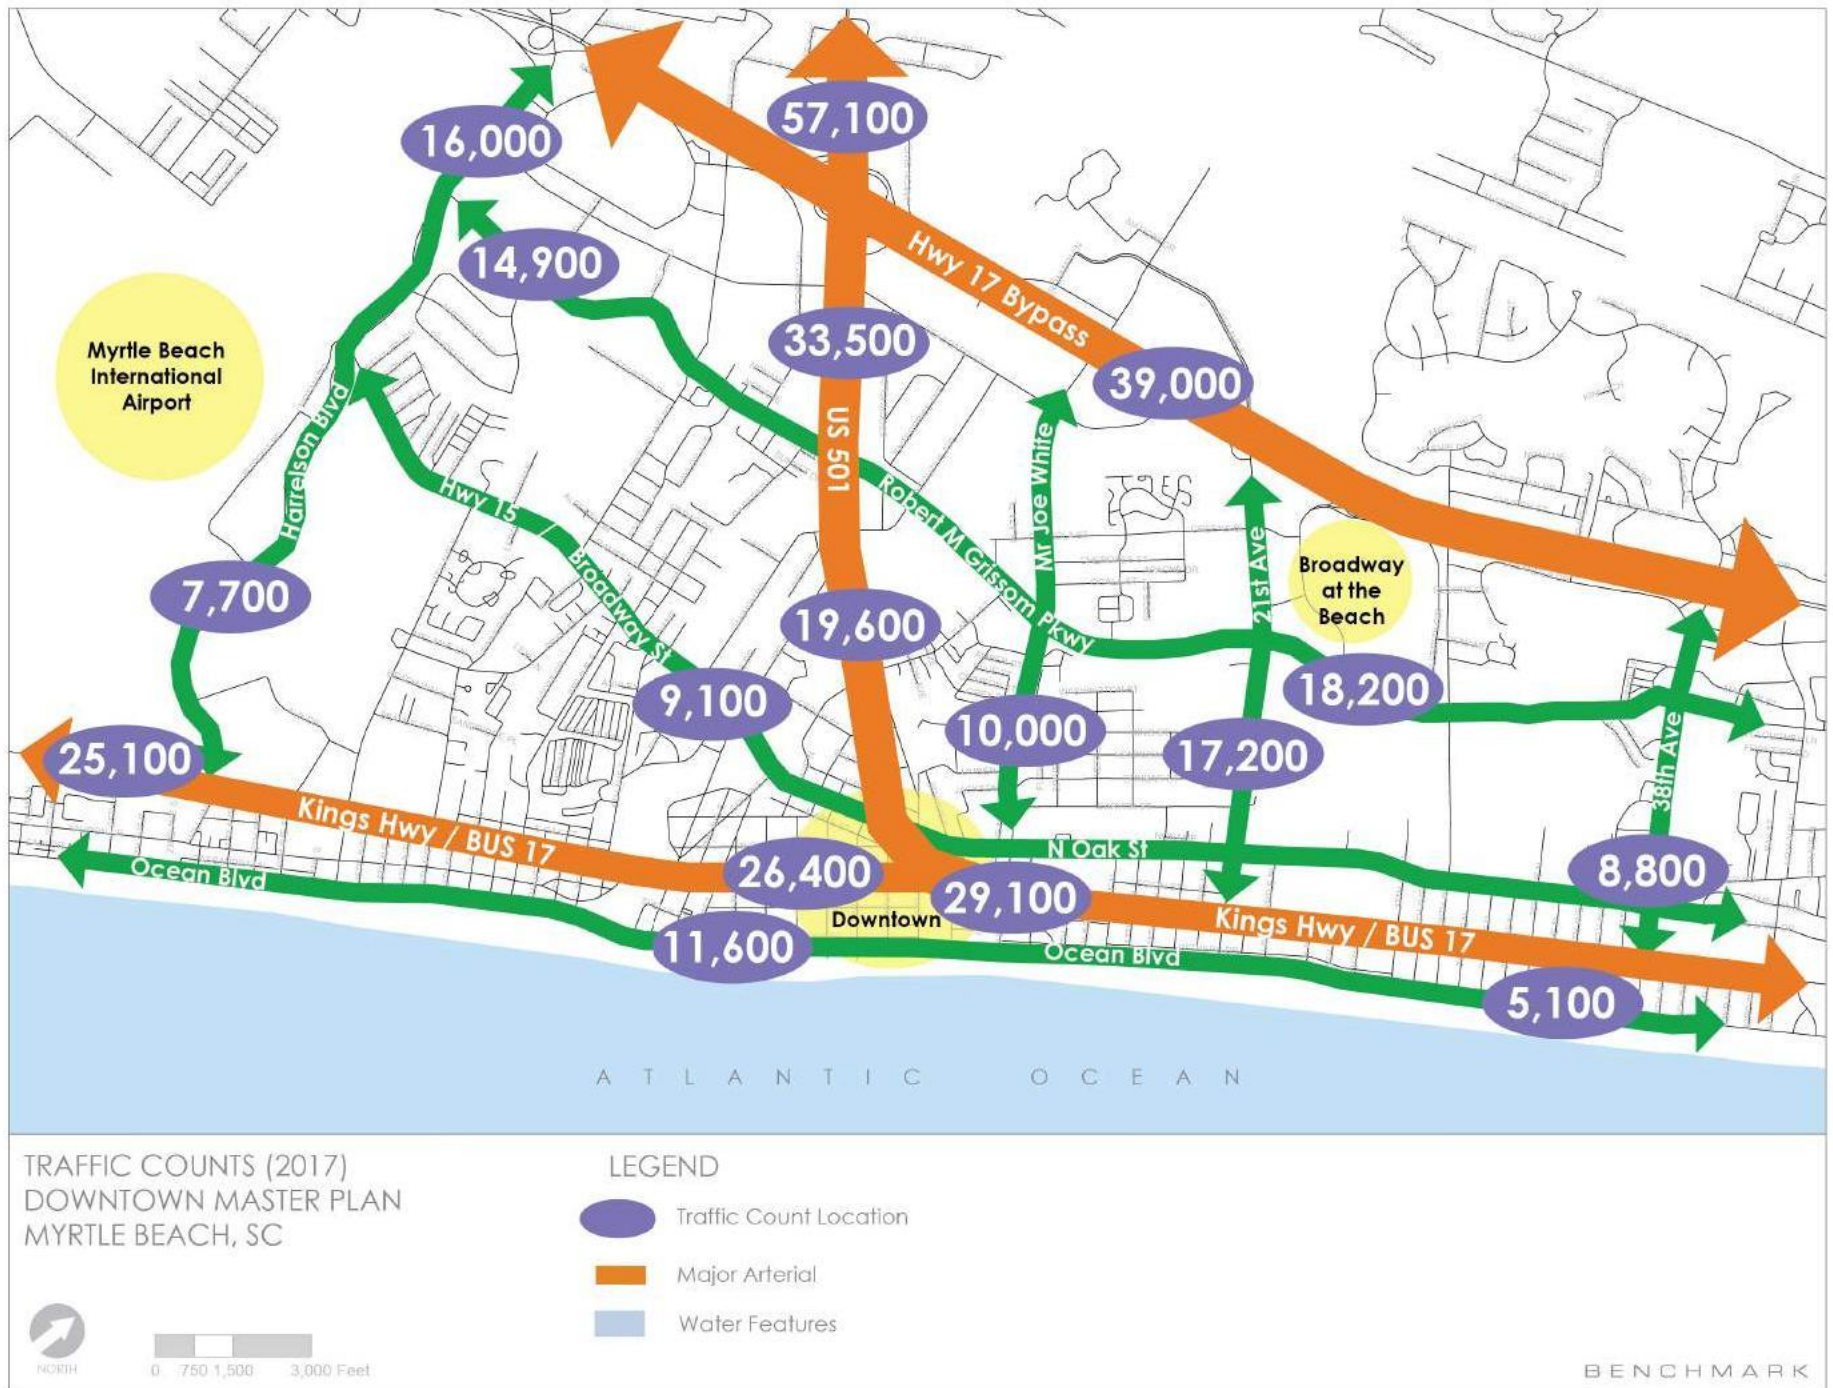 57,100
16,000
14,900
Hwy 17 Bypass
33,500
Myrtle Beach
International
Airport
39,000
US 501
Harrelson Blvd
Mr Joe White
Hwy 15 / Broadway St
Robert M Grissom Pkwy
21st Ave
Broadway
at the
Beach
7,700
19,600
9,100
18,200
10,000
17,200
38th Ave
25,100
Kings Hwy / BUS 17
N Oak St
Ocean Blvd
26,400
8,800
29,100
Downtown
Kings Hwy / BUS 17
11,600
Ocean Blvd
5,100
ATLANTIC OCEAN
TRAFFIC COUNTS (2017)
DOWNTOWN MASTER PLAN
MYRTLE BEACH, SC
LEGEND
Traffic Count Location
Major Arterial
Water Features
NORTH
0 750 1,500 3,000 Feet
BENCHMARK